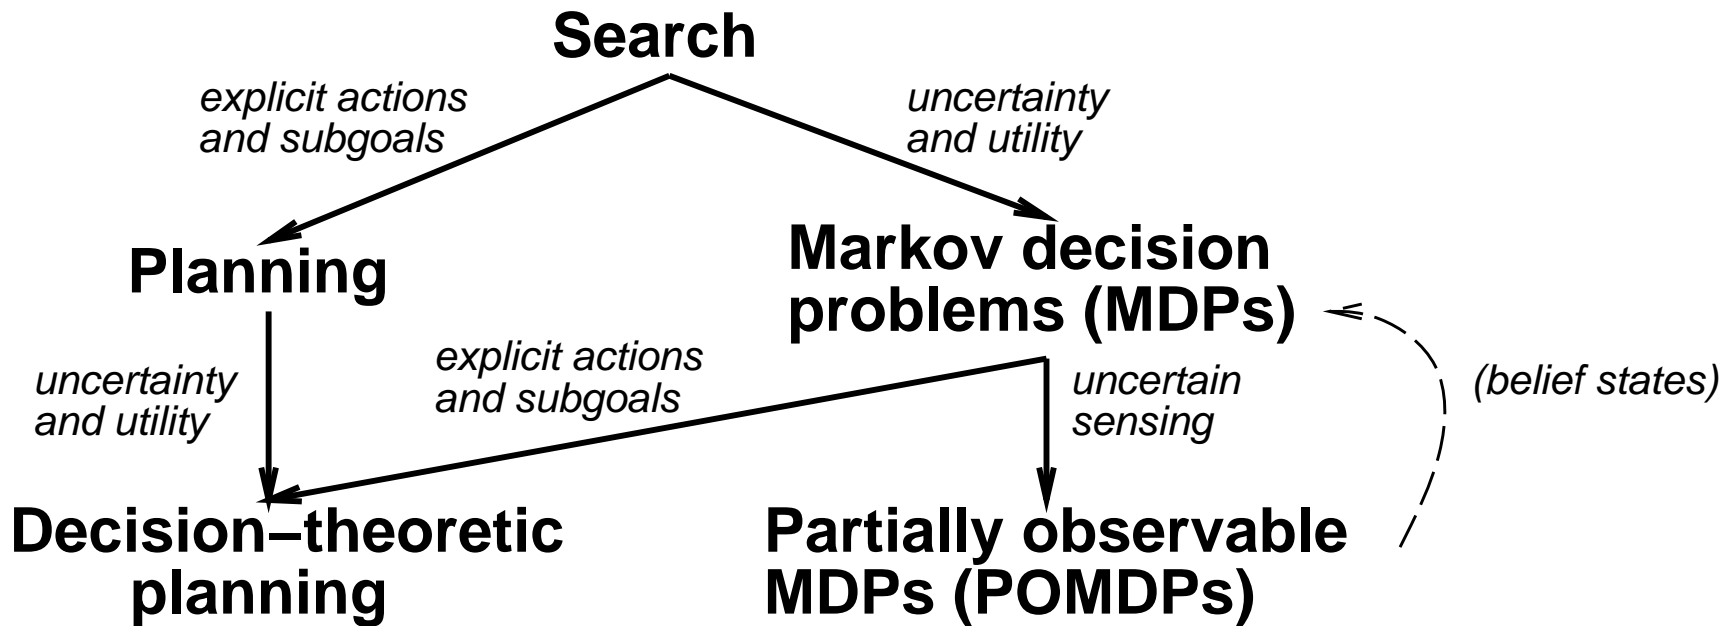 Search
explicit actions
and subgoals
uncertainty
and utility
Planning
Markov decision
problems (MDPs)
uncertainty
and utility
explicit actions
and subgoals
uncertain
sensing
(belief states)
Decision–theoretic
planning
Partially observable
MDPs (POMDPs)